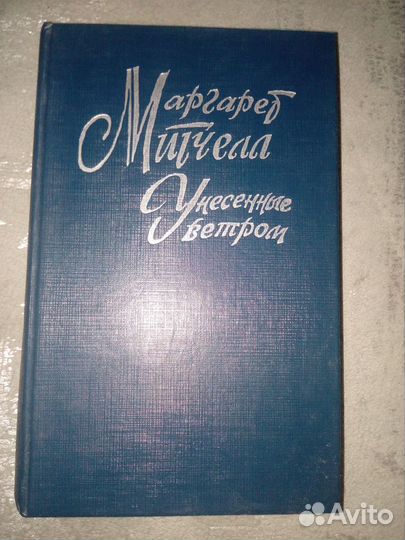 Маргарет
Митчелл
Унесенные
ветром
Avito